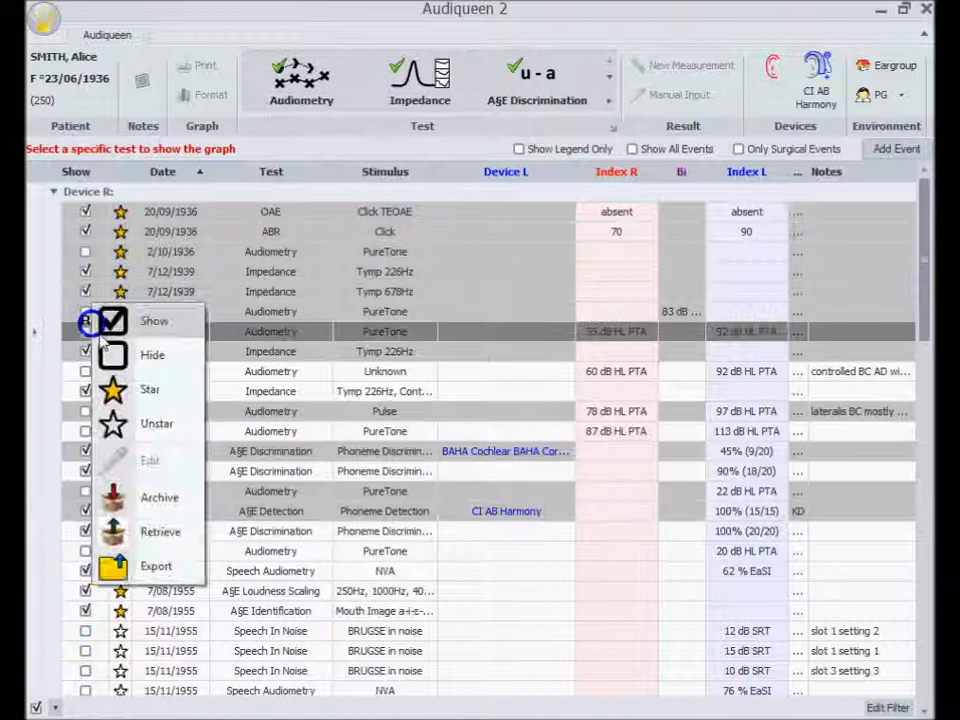 Audiqueen 2
Audiqueen
SMITH, Alice
F °23/06/1936
(250)
Print
Format
Audiometry
Impedance
u - a
A§E Discrimination
New Measurement
Manual Input
CI AB
Harmony
Eargroup
PG
Patient Notes Graph Test Result Devices Environment
Select a specific test to show the graph
Show Legend Only Show All Events Only Surgical Events Add Event
Show Date Test Stimulus Device L Index R Bi Index L ... Notes
Device R:
20/09/1936 OAE Click TEOAE absent absent ...
20/09/1936 ABR Click 70 90 ...
2/10/1936 Audiometry PureTone ...
7/12/1939 Impedance Tymp 226Hz ...
7/12/1939 Impedance Tymp 678Hz ...
Audiometry PureTone 83 dB ... ...
R Audiometry PureTone 55 dB HL PTA 92 dB HL PTA ...
Impedance Tymp 226Hz ...
Audiometry Unknown 60 dB HL PTA 92 dB HL PTA ... controlled BC AD wi...
Impedance Tymp 226Hz, Cont... ...
Audiometry Pulse 78 dB HL PTA 97 dB HL PTA ... lateralis BC mostly ...
Audiometry PureTone 87 dB HL PTA 113 dB HL PTA ...
A§E Discrimination Phoneme Discrimin... BAHA Cochlear BAHA Cor... 45% (9/20) ...
A§E Discrimination Phoneme Discrimin... 90% (18/20) ...
Audiometry PureTone 22 dB HL PTA ...
A§E Detection Phoneme Detection CI AB Harmony 100% (15/15) ... KD
A§E Discrimination Phoneme Discrimin... 100% (20/20) ...
Audiometry PureTone 20 dB HL PTA ...
Speech Audiometry NVA 62 % EaSI ...
7/08/1955 A§E Loudness Scaling 250Hz, 1000Hz, 40... ...
7/08/1955 A§E Identification Mouth Image a-i-ɛ-... ...
15/11/1955 Speech In Noise BRUGSE in noise 12 dB SRT ... slot 1 setting 2
15/11/1955 Speech In Noise BRUGSE in noise 15 dB SRT ... slot 1 setting 1
15/11/1955 Speech In Noise BRUGSE in noise 10 dB SRT ... slot 3 setting 3
15/11/1955 Speech Audiometry NVA 76 % EaSI ...
Show
Hide
Star
Unstar
Edit
Archive
Retrieve
Export
Edit Filter